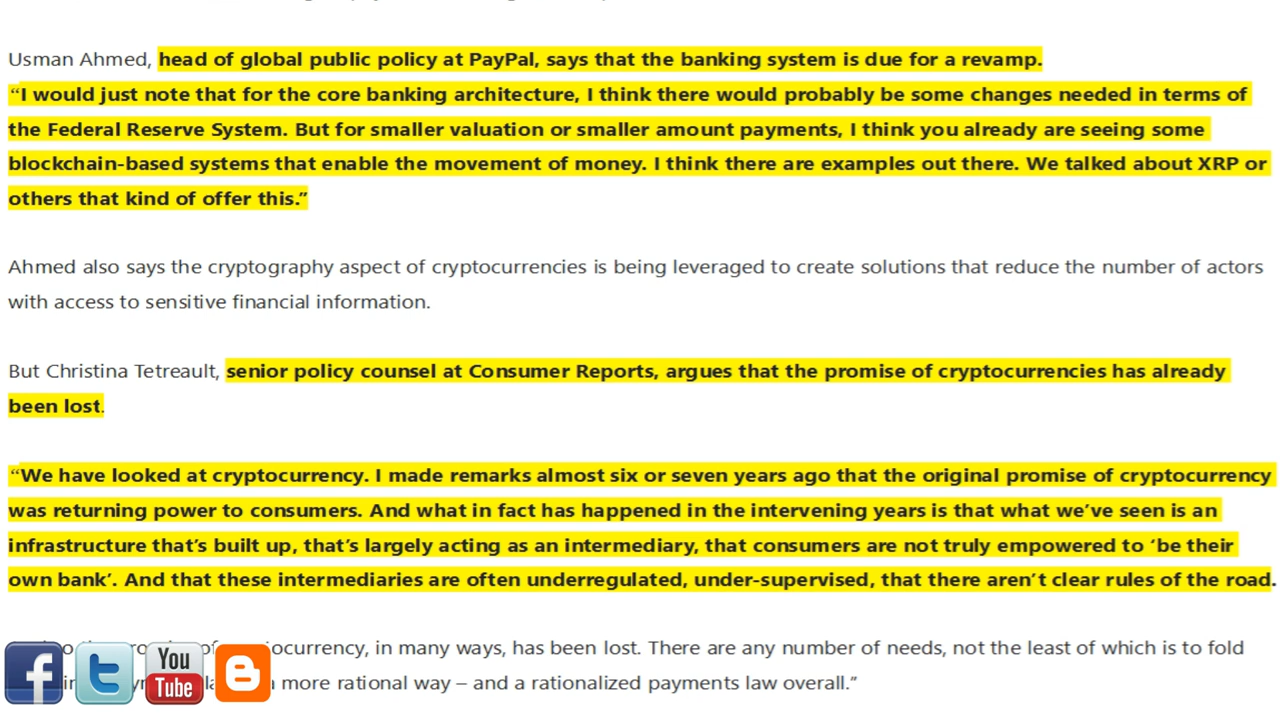 Usman Ahmed, head of global public policy at PayPal, says that the banking system is due for a revamp.
“I would just note that for the core banking architecture, I think there would probably be some changes needed in terms of
the Federal Reserve System. But for smaller valuation or smaller amount payments, I think you already are seeing some
blockchain-based systems that enable the movement of money. I think there are examples out there. We talked about XRP or
others that kind of offer this.”
Ahmed also says the cryptography aspect of cryptocurrencies is being leveraged to create solutions that reduce the number of actors
with access to sensitive financial information.
But Christina Tetreault, senior policy counsel at Consumer Reports, argues that the promise of cryptocurrencies has already
been lost.
“We have looked at cryptocurrency. I made remarks almost six or seven years ago that the original promise of cryptocurrency
was returning power to consumers. And what in fact has happened in the intervening years is that what we’ve seen is an
infrastructure that’s built up, that’s largely acting as an intermediary, that consumers are not truly empowered to ‘be their
own bank’. And that these intermediaries are often underregulated, under-supervised, that there aren’t clear rules of the road.
in many ways, has been lost. There are any number of needs, not the least of which is to fold
more rational way – and a rationalized payments law overall.”
You
Tube